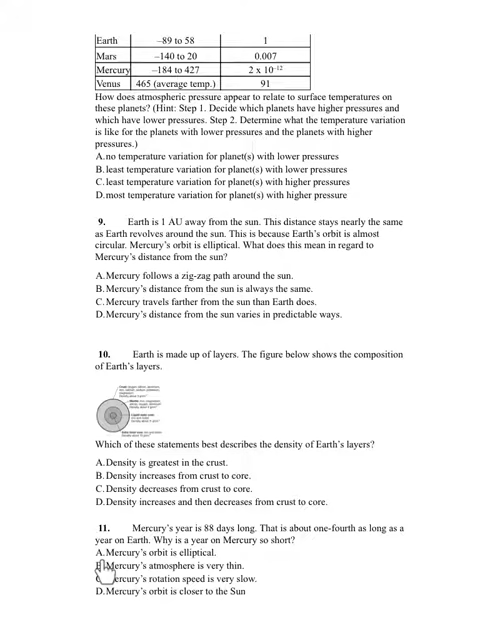 Earth –89 to 58 1
Mars –140 to 20 0.007
Mercury –184 to 427 2 x 10⁻¹²
Venus 465 (average temp.) 91
How does atmospheric pressure appear to relate to surface temperatures on
these planets? (Hint: Step 1. Decide which planets have higher pressures and
which have lower pressures. Step 2. Determine what the temperature variation
is like for the planets with lower pressures and the planets with higher
pressures.)
A. no temperature variation for planet(s) with lower pressures
B. least temperature variation for planet(s) with lower pressures
C. least temperature variation for planet(s) with higher pressures
D. most temperature variation for planet(s) with higher pressure
9. Earth is 1 AU away from the sun. This distance stays nearly the same
as Earth revolves around the sun. This is because Earth's orbit is almost
circular. Mercury's orbit is elliptical. What does this mean in regard to
Mercury's distance from the sun?
A. Mercury follows a zig-zag path around the sun.
B. Mercury's distance from the sun is always the same.
C. Mercury travels farther from the sun than Earth does.
D. Mercury's distance from the sun varies in predictable ways.
10. Earth is made up of layers. The figure below shows the composition
of Earth's layers.
Which of these statements best describes the density of Earth's layers?
A. Density is greatest in the crust.
B. Density increases from crust to core.
C. Density decreases from crust to core.
D. Density increases and then decreases from crust to core.
11. Mercury's year is 88 days long. That is about one-fourth as long as a
year on Earth. Why is a year on Mercury so short?
A. Mercury's orbit is elliptical.
Mercury's atmosphere is very thin.
ercury's rotation speed is very slow.
D. Mercury's orbit is closer to the Sun